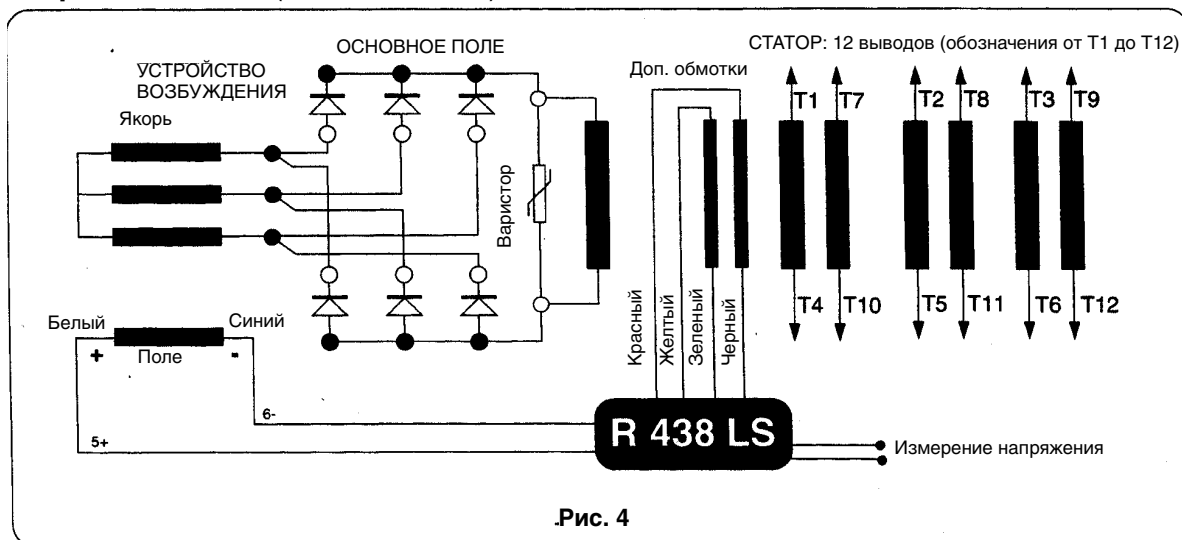 ОСНОВНОЕ ПОЛЕ
СТАТОР: 12 выводов (обозначения от T1 до T12)
УСТРОЙСТВО
ВОЗБУЖДЕНИЯ
Якорь
Доп. обмотки
T1
T7
T2
T8
T3
T9
Варистор
T4
T10
T5
T11
T6
T12
Красный
Желтый
Зеленый
Черный
Белый
Синий
+
Поле
-
6-
5+
R 438 LS
Измерение напряжения
Рис. 4